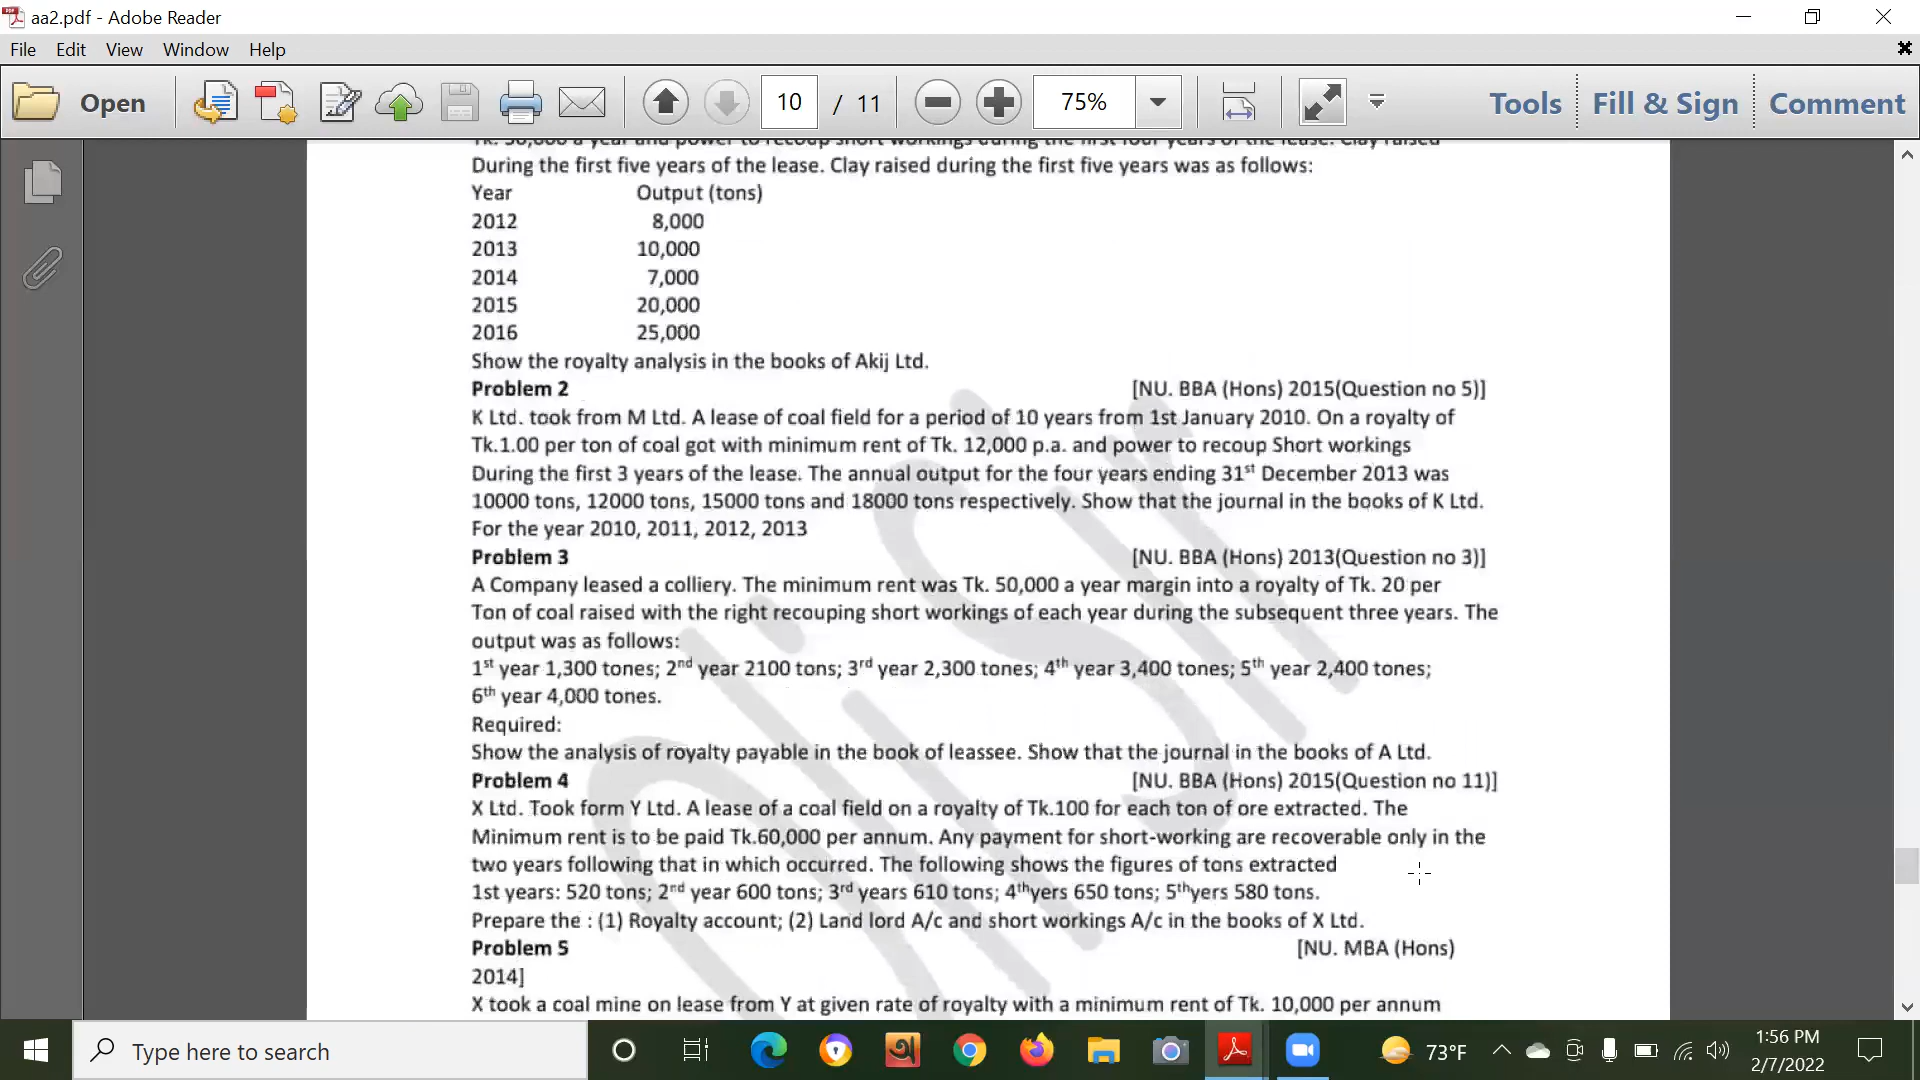 aa2.pdf - Adobe Reader
File Edit View Window Help
Open 10 / 11 75% Tools Fill & Sign Comment
Tk. 50,000 a year and power to recoup short workings during the first four years of the lease. Clay raised
During the first five years of the lease. Clay raised during the first five years was as follows:
Year Output (tons)
2012 8,000
2013 10,000
2014 7,000
2015 20,000
2016 25,000
Show the royalty analysis in the books of Akij Ltd.
Problem 2 [NU. BBA (Hons) 2015(Question no 5)]
K Ltd. took from M Ltd. A lease of coal field for a period of 10 years from 1st January 2010. On a royalty of
Tk.1.00 per ton of coal got with minimum rent of Tk. 12,000 p.a. and power to recoup Short workings
During the first 3 years of the lease. The annual output for the four years ending 31st December 2013 was
10000 tons, 12000 tons, 15000 tons and 18000 tons respectively. Show that the journal in the books of K Ltd.
For the year 2010, 2011, 2012, 2013
Problem 3 [NU. BBA (Hons) 2013(Question no 3)]
A Company leased a colliery. The minimum rent was Tk. 50,000 a year margin into a royalty of Tk. 20 per
Ton of coal raised with the right recouping short workings of each year during the subsequent three years. The
output was as follows:
1st year 1,300 tones; 2nd year 2100 tons; 3rd year 2,300 tones; 4th year 3,400 tones; 5th year 2,400 tones;
6th year 4,000 tones.
Required:
Show the analysis of royalty payable in the book of leassee. Show that the journal in the books of A Ltd.
Problem 4 [NU. BBA (Hons) 2015(Question no 11)]
X Ltd. Took form Y Ltd. A lease of a coal field on a royalty of Tk.100 for each ton of ore extracted. The
Minimum rent is to be paid Tk.60,000 per annum. Any payment for short-working are recoverable only in the
two years following that in which occurred. The following shows the figures of tons extracted
1st years: 520 tons; 2nd year 600 tons; 3rd years 610 tons; 4thyers 650 tons; 5thyers 580 tons.
Prepare the : (1) Royalty account; (2) Land lord A/c and short workings A/c in the books of X Ltd.
Problem 5 [NU. MBA (Hons)
2014]
X took a coal mine on lease from Y at given rate of royalty with a minimum rent of Tk. 10,000 per annum
Type here to search 73°F 1:56 PM
2/7/2022